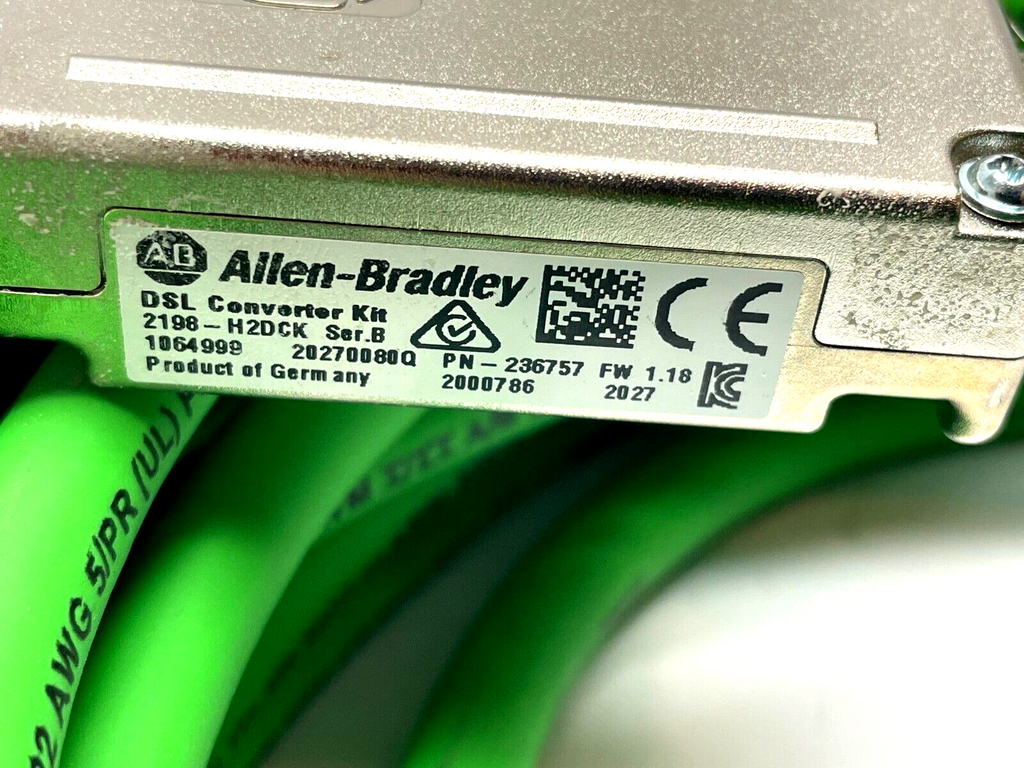 AB Allen-Bradley
DSL Converter Kit
2198-H2DCK Ser.B
1064999 20270080Q PN-236757 FW 1.18
Product of Germany 2000786 2027
CE
AWG 5/PR (UL)